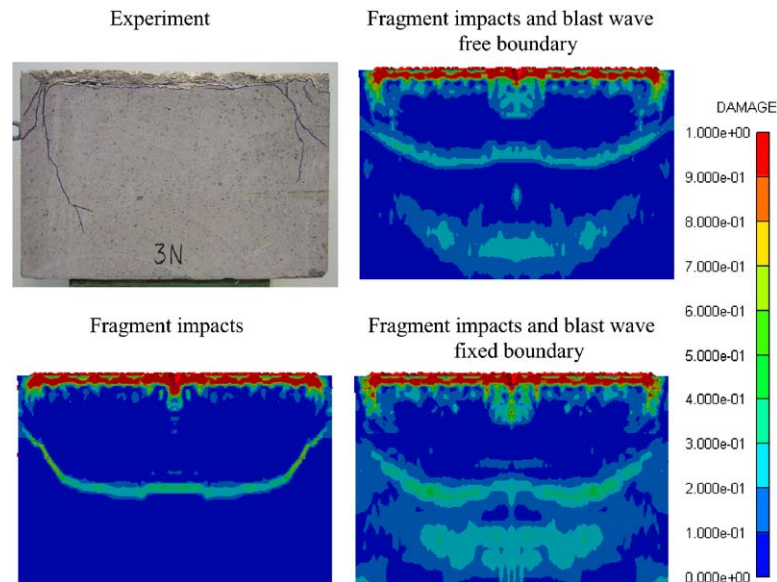 Experiment
Fragment impacts and blast wave
free boundary
3N
DAMAGE
1.000e+00
9.000e-01
8.000e-01
7.000e-01
6.000e-01
5.000e-01
4.000e-01
3.000e-01
2.000e-01
1.000e-01
0.000e+00
Fragment impacts
Fragment impacts and blast wave
fixed boundary